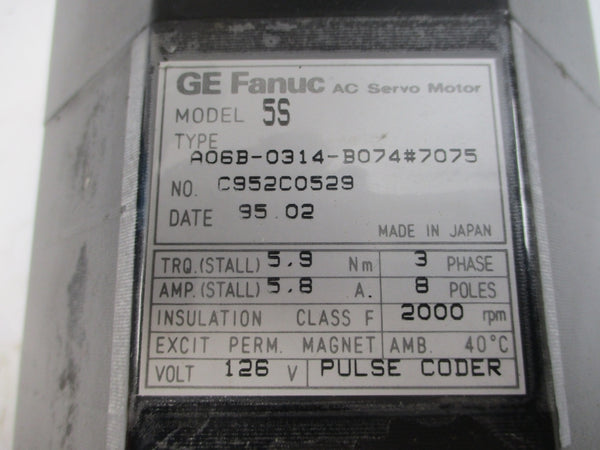 GE Fanuc AC Servo Motor
MODEL 5S
TYPE
A06B-0314-B074#7075
NO. C952C0529
DATE 95.02
MADE IN JAPAN
TRQ.(STALL) 5.9 Nm 3 PHASE
AMP.(STALL) 5.8 A. 8 POLES
INSULATION CLASS F 2000 rpm
EXCIT PERM. MAGNET AMB. 40°C
VOLT 126 V PULSE CODER